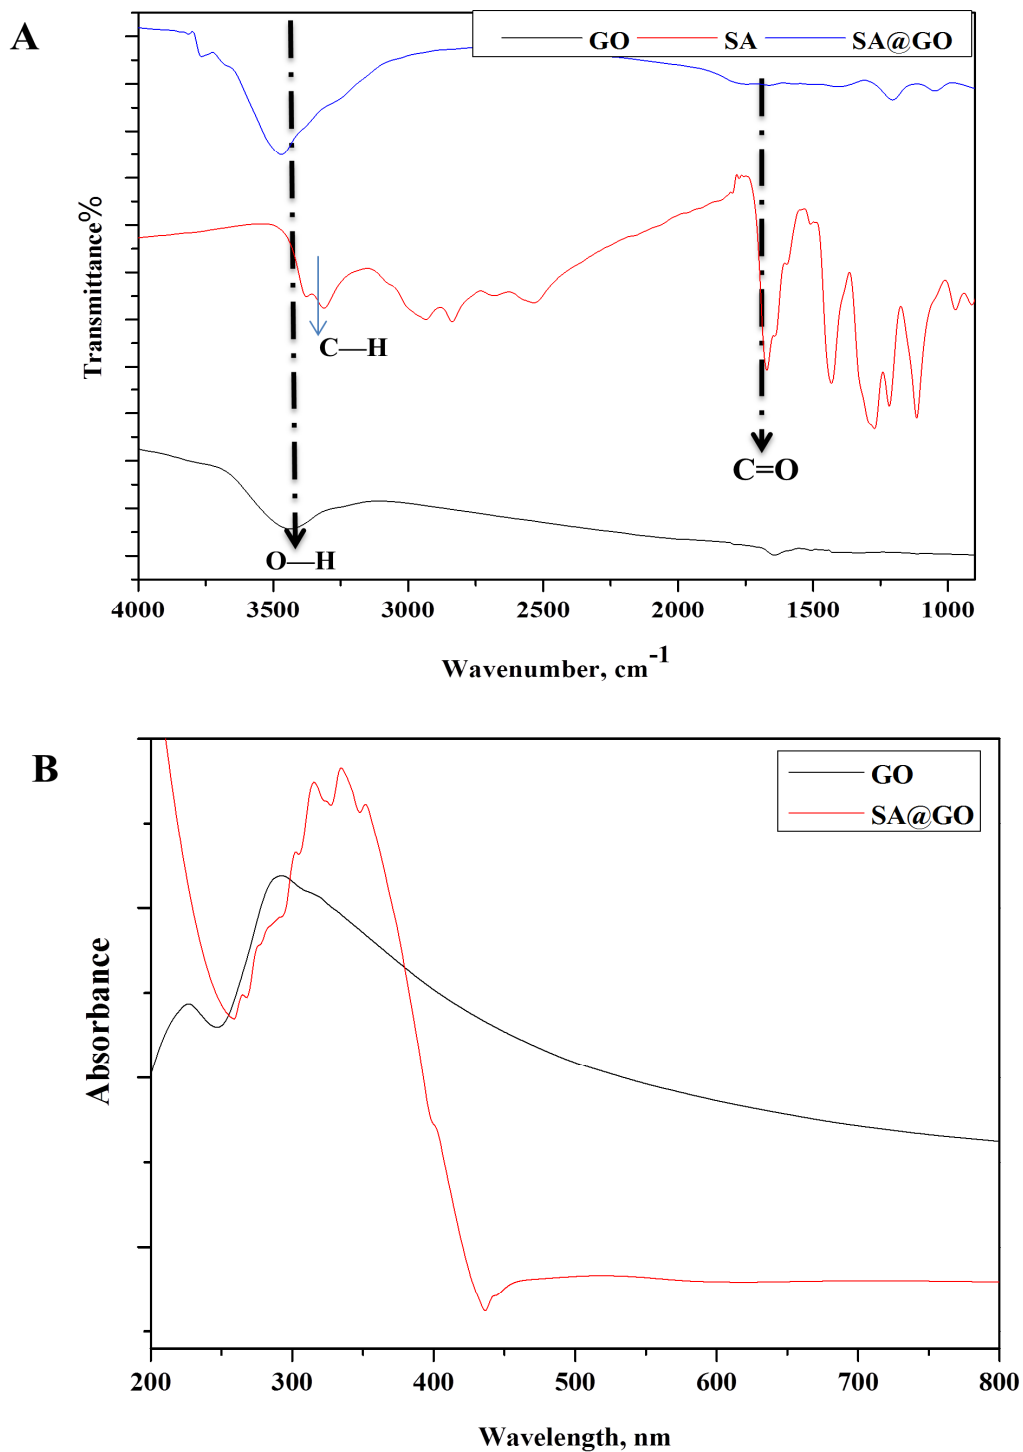 A
GO SA SA@GO
Transmittance%
C—H
C=O
O—H
4000 3500 3000 2500 2000 1500 1000
Wavenumber, cm-1
B
GO
SA@GO
Absorbance
200 300 400 500 600 700 800
Wavelength, nm